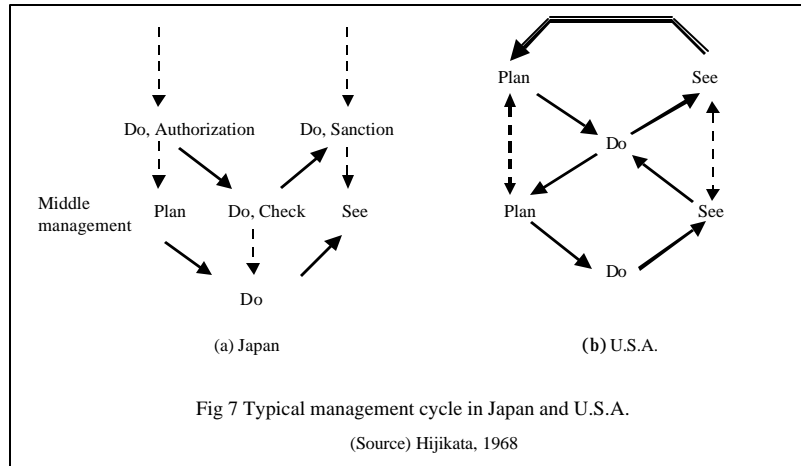 Plan See
Do, Authorization Do, Sanction
Do
Middle
management
Plan Do, Check See
Plan See
Do
Do
(a) Japan
(b) U.S.A.
Fig 7 Typical management cycle in Japan and U.S.A.
(Source) Hijikata, 1968